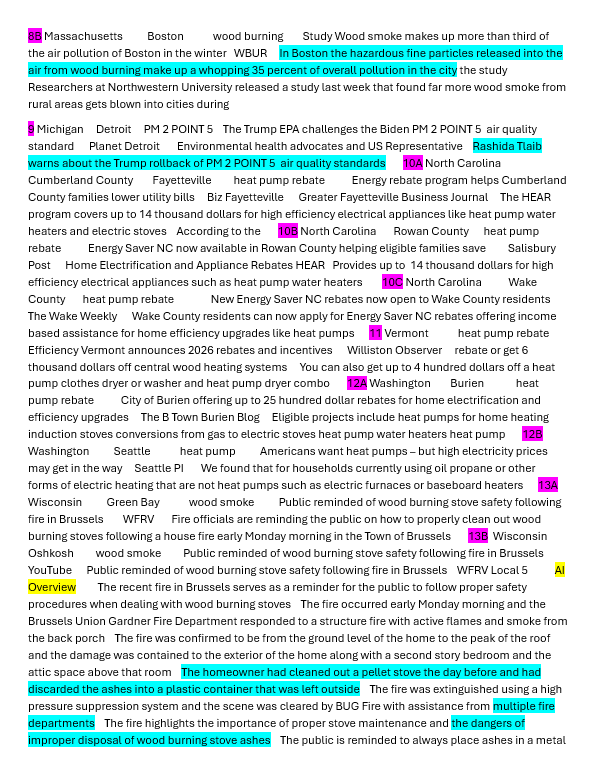 8B Massachusetts Boston wood burning Study Wood smoke makes up more than third of
the air pollution of Boston in the winter WBUR In Boston the hazardous fine particles released into the
air from wood burning make up a whopping 35 percent of overall pollution in the city the study
Researchers at Northwestern University released a study last week that found far more wood smoke from
rural areas gets blown into cities during
9 Michigan Detroit PM 2 POINT 5 The Trump EPA challenges the Biden PM 2 POINT 5 air quality
standard Planet Detroit Environmental health advocates and US Representative Rashida Tlaib
warns about the Trump rollback of PM 2 POINT 5 air quality standards 10A North Carolina
Cumberland County Fayetteville heat pump rebate Energy rebate program helps Cumberland
County families lower utility bills Biz Fayetteville Greater Fayetteville Business Journal The HEAR
program covers up to 14 thousand dollars for high efficiency electrical appliances like heat pump water
heaters and electric stoves According to the 10B North Carolina Rowan County heat pump
rebate Energy Saver NC now available in Rowan County helping eligible families save Salisbury
Post Home Electrification and Appliance Rebates HEAR Provides up to 14 thousand dollars for high
efficiency electrical appliances such as heat pump water heaters 10C North Carolina Wake
County heat pump rebate New Energy Saver NC rebates now open to Wake County residents
The Wake Weekly Wake County residents can now apply for Energy Saver NC rebates offering income
based assistance for home efficiency upgrades like heat pumps 11 Vermont heat pump rebate
Efficiency Vermont announces 2026 rebates and incentives Williston Observer rebate or get 6
thousand dollars off central wood heating systems You can also get up to 4 hundred dollars off a heat
pump clothes dryer or washer and heat pump dryer combo 12A Washington Burien heat
pump rebate City of Burien offering up to 25 hundred dollar rebates for home electrification and
efficiency upgrades The B Town Burien Blog Eligible projects include heat pumps for home heating
induction stoves conversions from gas to electric stoves heat pump water heaters heat pump 12B
Washington Seattle heat pump Americans want heat pumps – but high electricity prices
may get in the way Seattle PI We found that for households currently using oil propane or other
forms of electric heating that are not heat pumps such as electric furnaces or baseboard heaters 13A
Wisconsin Green Bay wood smoke Public reminded of wood burning stove safety following
fire in Brussels WFRV Fire officials are reminding the public on how to properly clean out wood
burning stoves following a house fire early Monday morning in the Town of Brussels 13B Wisconsin
Oshkosh wood smoke Public reminded of wood burning stove safety following fire in Brussels
YouTube Public reminded of wood burning stove safety following fire in Brussels WFRV Local 5 AI
Overview The recent fire in Brussels serves as a reminder for the public to follow proper safety
procedures when dealing with wood burning stoves The fire occurred early Monday morning and the
Brussels Union Gardner Fire Department responded to a structure fire with active flames and smoke from
the back porch The fire was confirmed to be from the ground level of the home to the peak of the roof
and the damage was contained to the exterior of the home along with a second story bedroom and the
attic space above that room The homeowner had cleaned out a pellet stove the day before and had
discarded the ashes into a plastic container that was left outside The fire was extinguished using a high
pressure suppression system and the scene was cleared by BUG Fire with assistance from multiple fire
departments The fire highlights the importance of proper stove maintenance and the dangers of
improper disposal of wood burning stove ashes The public is reminded to always place ashes in a metal